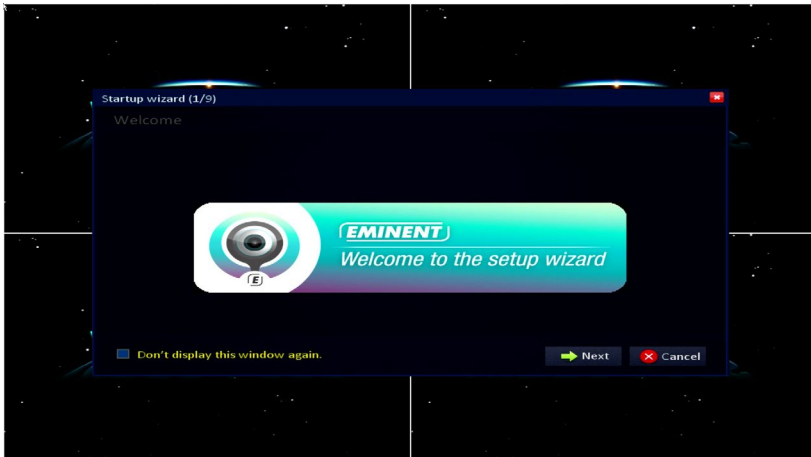 Startup wizard (1/9)
Welcome
EMINENT
Welcome to the setup wizard
E
Don't display this window again.
Next
Cancel